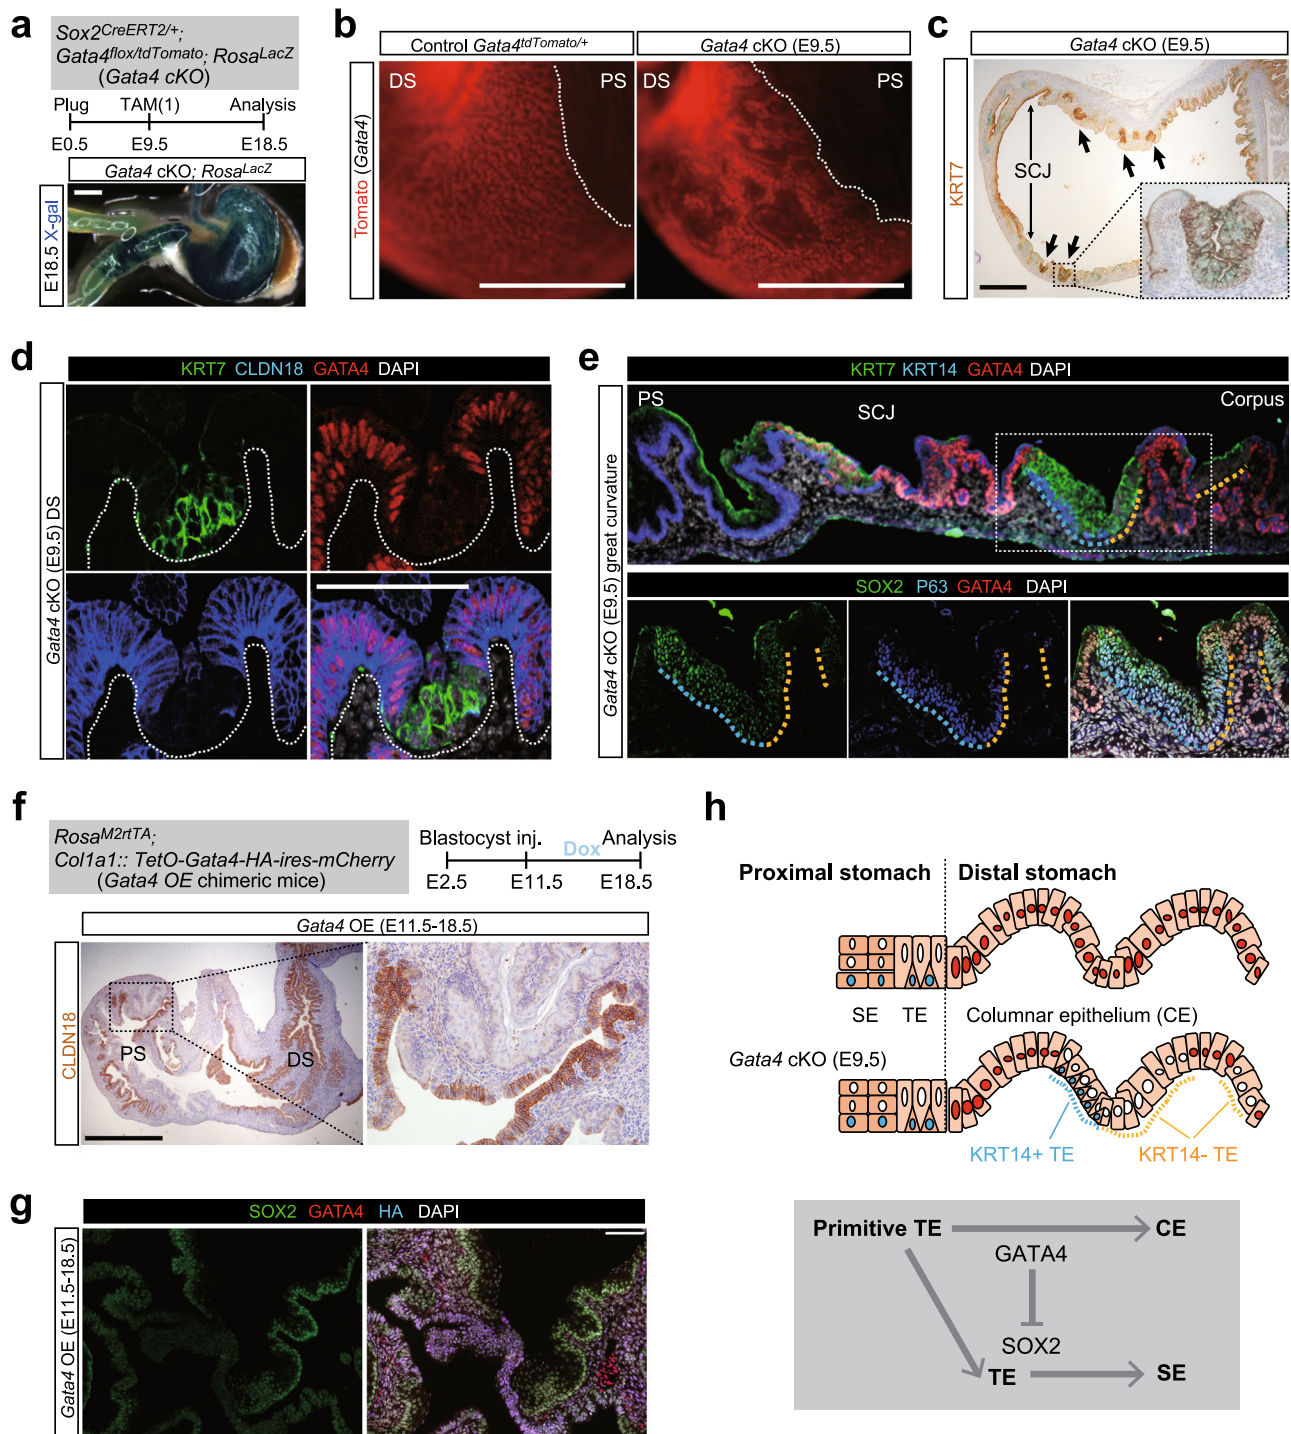 a
Sox2CreERT2/+;
Gata4flox/tdTomato; RosaLacZ
(Gata4 cKO)
Plug TAM(1) Analysis
E0.5 E9.5 E18.5
Gata4 cKO; RosaLacZ
E18.5 X-gal
b
Control Gata4tdTomato/+
Gata4 cKO (E9.5)
Tomato (Gata4)
DS PS
DS PS
c
Gata4 cKO (E9.5)
KRT7
SCJ
d
KRT7 CLDN18 GATA4 DAPI
Gata4 cKO (E9.5) DS
e
KRT7 KRT14 GATA4 DAPI
PS SCJ Corpus
Gata4 cKO (E9.5) great curvature
SOX2 P63 GATA4 DAPI
f
RosaM2rtTA;
Col1a1:: TetO-Gata4-HA-ires-mCherry
(Gata4 OE chimeric mice)
Blastocyst inj. Dox Analysis
E2.5 E11.5 E18.5
Gata4 OE (E11.5-18.5)
CLDN18
PS DS
g
SOX2 GATA4 HA DAPI
Gata4 OE (E11.5-18.5)
h
Proximal stomach Distal stomach
SE TE
Columnar epithelium (CE)
Gata4 cKO (E9.5)
KRT14+ TE KRT14- TE
Primitive TE CE
GATA4
SOX2
TE SE